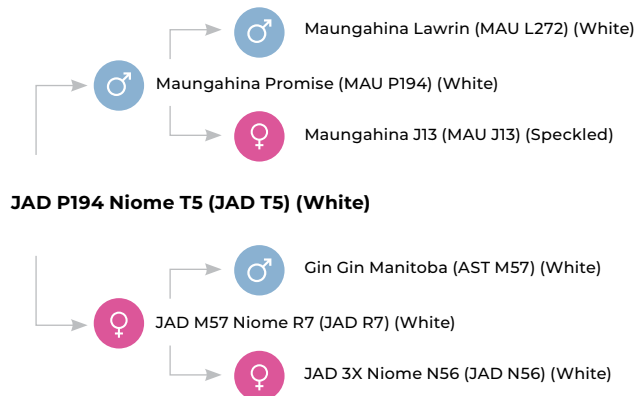 Maungahina Lawrin (MAU L272) (White)
Maungahina Promise (MAU P194) (White)
Maungahina J13 (MAU J13) (Speckled)
JAD P194 Niome T5 (JAD T5) (White)
Gin Gin Manitoba (AST M57) (White)
JAD M57 Niome R7 (JAD R7) (White)
JAD 3X Niome N56 (JAD N56) (White)